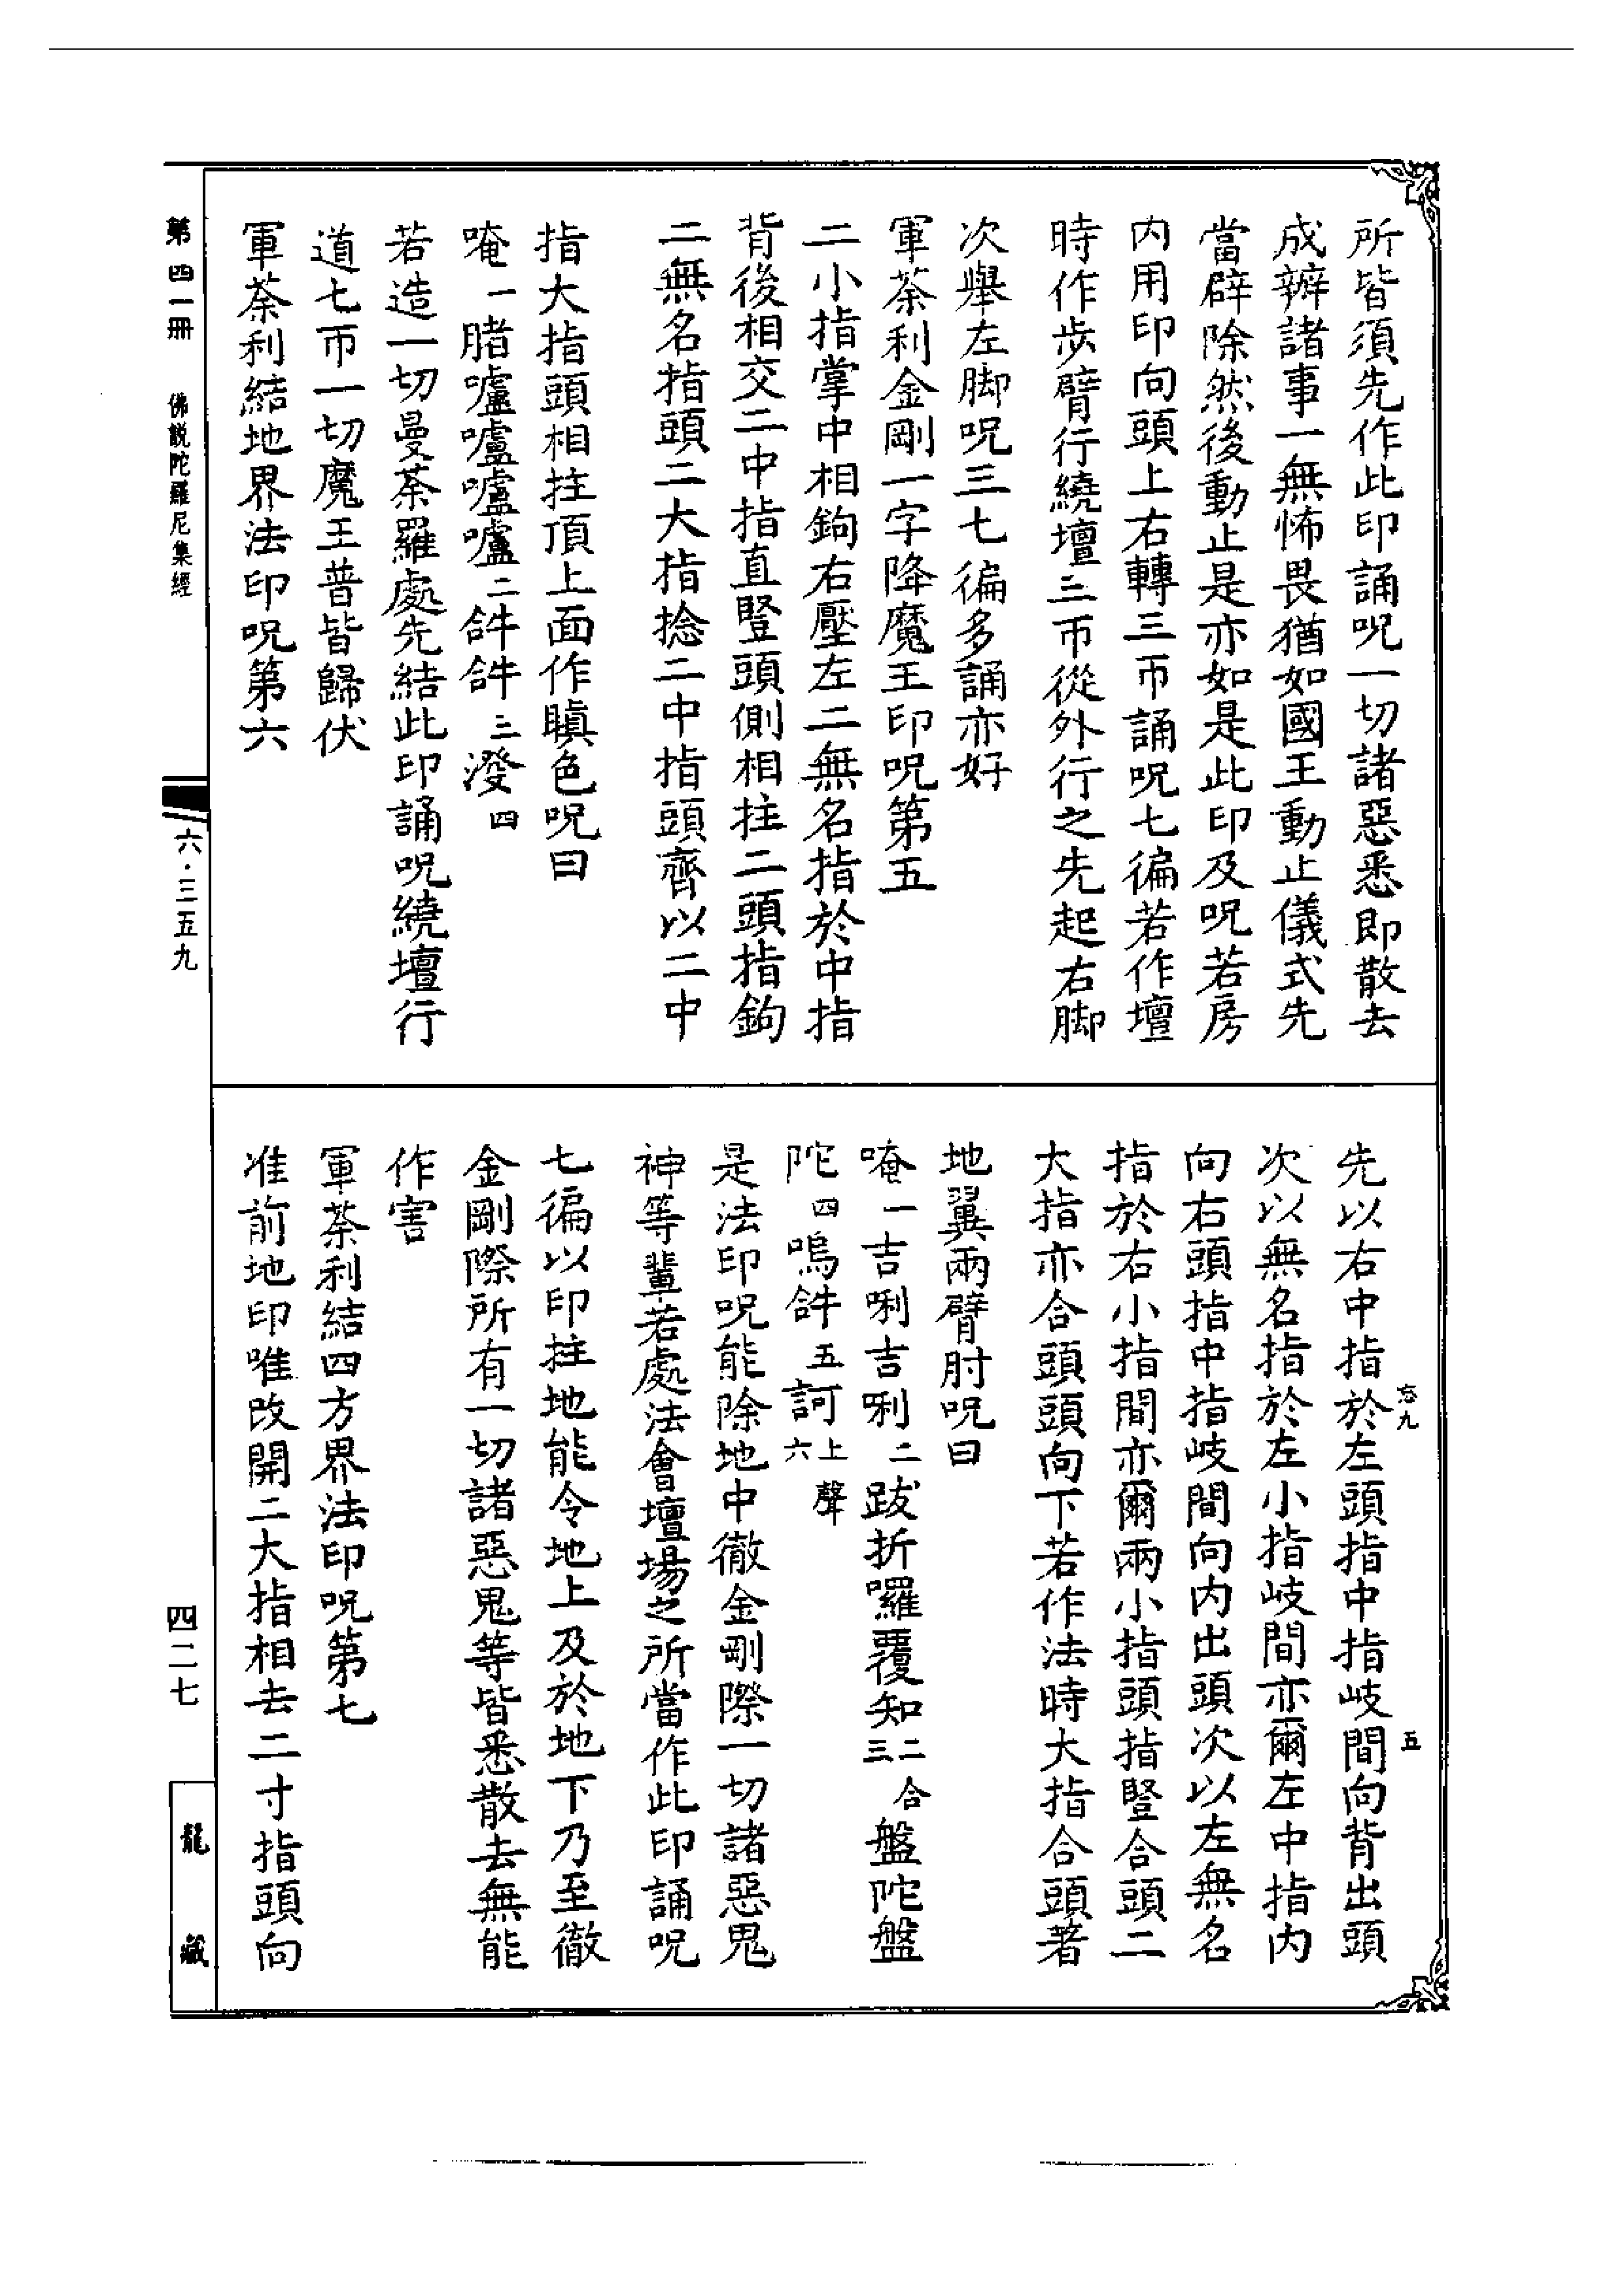 所皆須先作此印誦呪一切諸惡悉即散去
成辦諸事一無怖畏猶如國王動止儀式先
當辟除然後動止是亦如是此印及呪若房
内用印向頭上右轉三帀誦呪七徧若作壇
時作步臂行繞壇三帀從外行之先起右脚
次舉左脚呪三七徧多誦亦好
軍荼利金剛一字降魔王印呪第五
二小指掌中相鉤右壓左二無名指於中指
背後相交二中指直豎頭側相拄二頭指鉤
二無名指頭二大指捻二中指頭齊以二中
指大指頭相拄頂上面作瞋色呪曰
唵一䐗嚧嚧嚧嚧二𤙖𤙖三潑四
若造一切曼荼羅處先結此印誦呪繞壇行
道七帀一切魔王普皆歸伏
軍荼利結地界法印呪第六
先以右中指於左頭指中指岐間向背出頭
次以無名指於左小指岐間亦爾左中指内
向右頭指中指岐間向内出頭次以左無名
指於右小指間亦爾兩小指頭指豎合頭二
大指亦合頭頭向下若作法時大指合頭著
地翼兩臂肘呪曰
唵一吉唎吉唎二跋折囉覆知二合三盤陀盤
陀四嗚𤙖五訶上聲六
是法印呪能除地中徹金剛際一切諸惡鬼
神等輩若處法會壇場之所當作此印誦呪
七徧以印拄地能令地上及於地下乃至徹
金剛際所有一切諸惡鬼等皆悉散去無能
作害
軍荼利結四方界法印呪第七
准前地印唯改開二大指相去二寸指頭向
忘九
五
第四一冊 佛說陀羅尼集經
六·三五九
四二七
龍藏